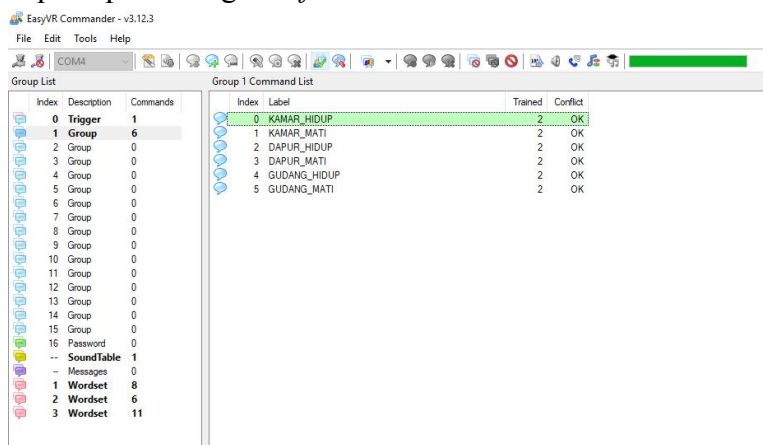 EasyVR Commander - v3.12.3
File Edit Tools Help
COM4
Group List
Index Description Commands
0 Trigger 1
1 Group 6
2 Group 0
3 Group 0
4 Group 0
5 Group 0
6 Group 0
7 Group 0
8 Group 0
9 Group 0
10 Group 0
11 Group 0
12 Group 0
13 Group 0
14 Group 0
15 Group 0
16 Password 0
-- SoundTable 1
-- Messages 0
1 Wordset 8
2 Wordset 6
3 Wordset 11
Group 1 Command List
Index Label Trained Conflict
0 KAMAR_HIDUP 2 OK
1 KAMAR_MATI 2 OK
2 DAPUR_HIDUP 2 OK
3 DAPUR_MATI 2 OK
4 GUDANG_HIDUP 2 OK
5 GUDANG_MATI 2 OK